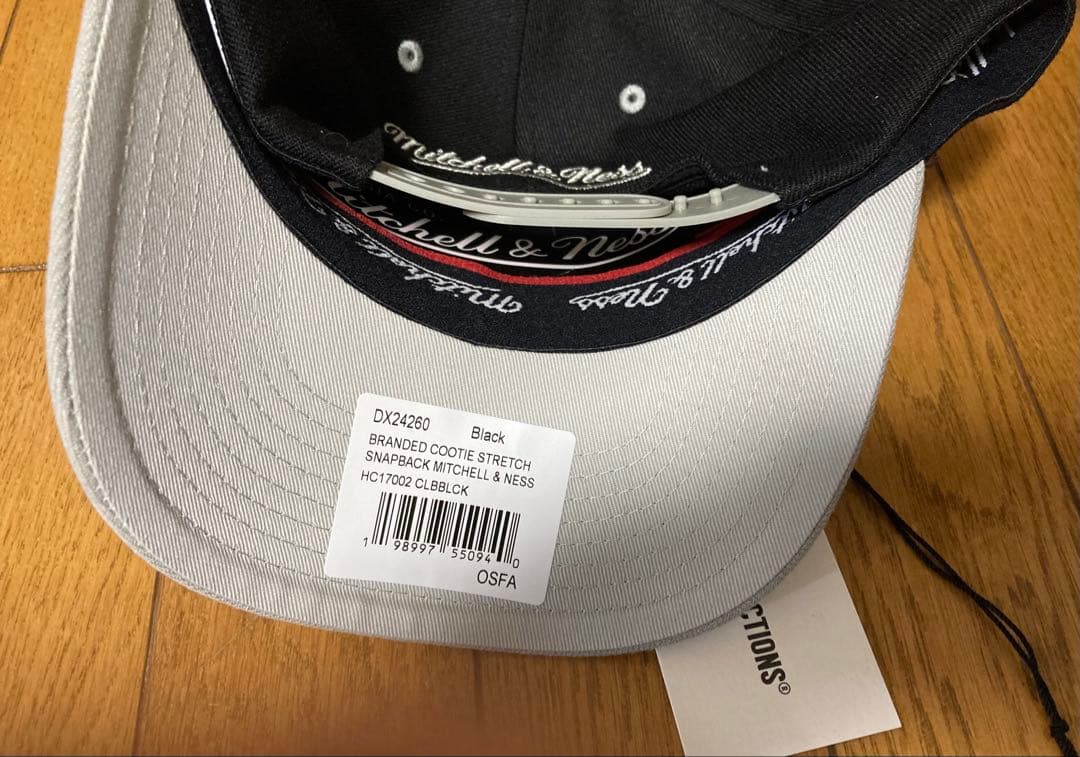 Mitchell & Ness
Mitchell & Ness
Mitchell
Mitchell & Ness
DX24260 Black
BRANDED COOTIE STRETCH
SNAPBACK MITCHELL & NESS
HC17002 CLBBLCK
1 98997 55094 0
OSFA
CTIONS®